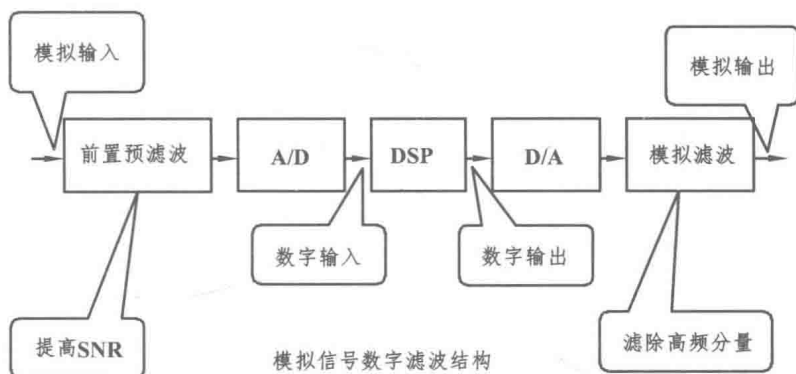 模拟输入
模拟输出
前置预滤波
A/D
DSP
D/A
模拟滤波
数字输入
数字输出
提高SNR
滤除高频分量
模拟信号数字滤波结构